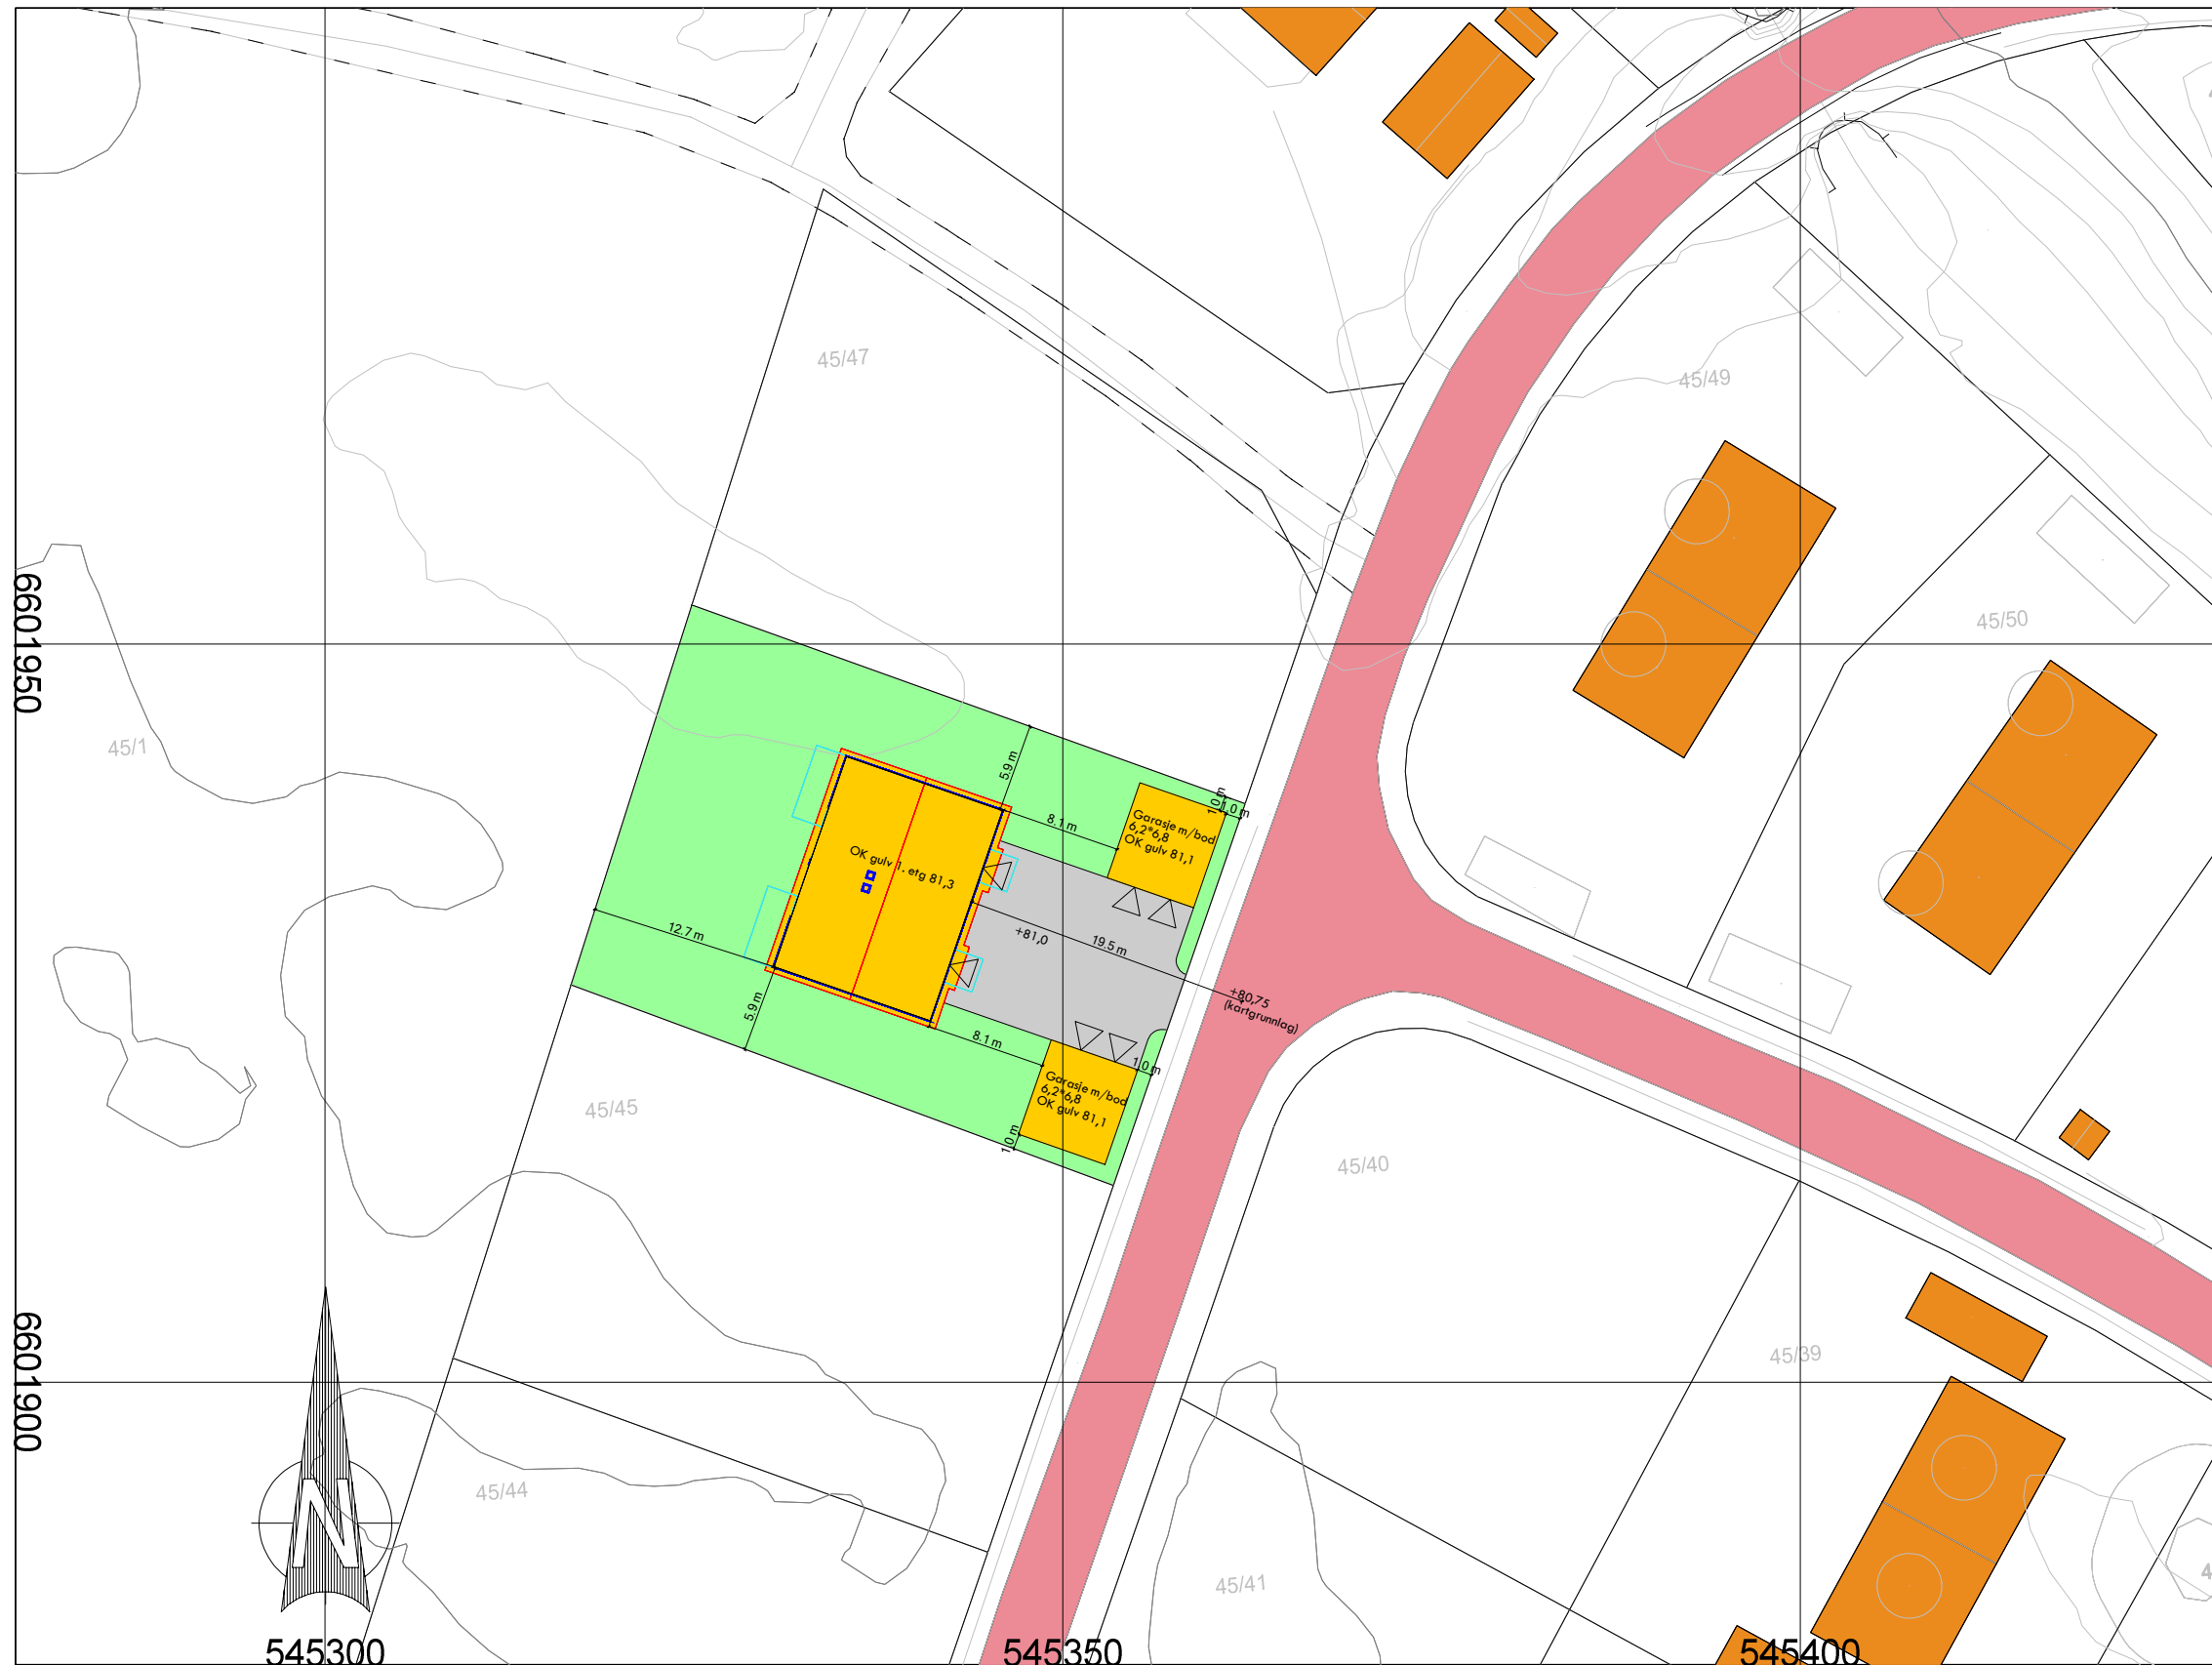 45/47
45/49
6601950
45/50
45/1
5.9 m
1.0 m
1.0 m
8.1 m
Garasje m/bod
6,2*6,8
OK gulv 81,1
OK gulv 1. etg 81,3
12.7 m
+81,0
19.5 m
+80,75
(kartgrunnlag)
5.9 m
8.1 m
1.0 m
Garasje m/bod
6,2*6,8
OK gulv 81,1
1.0 m
45/45
45/40
6601900
45/39
45/44
N
45/41
545300
545350
545400